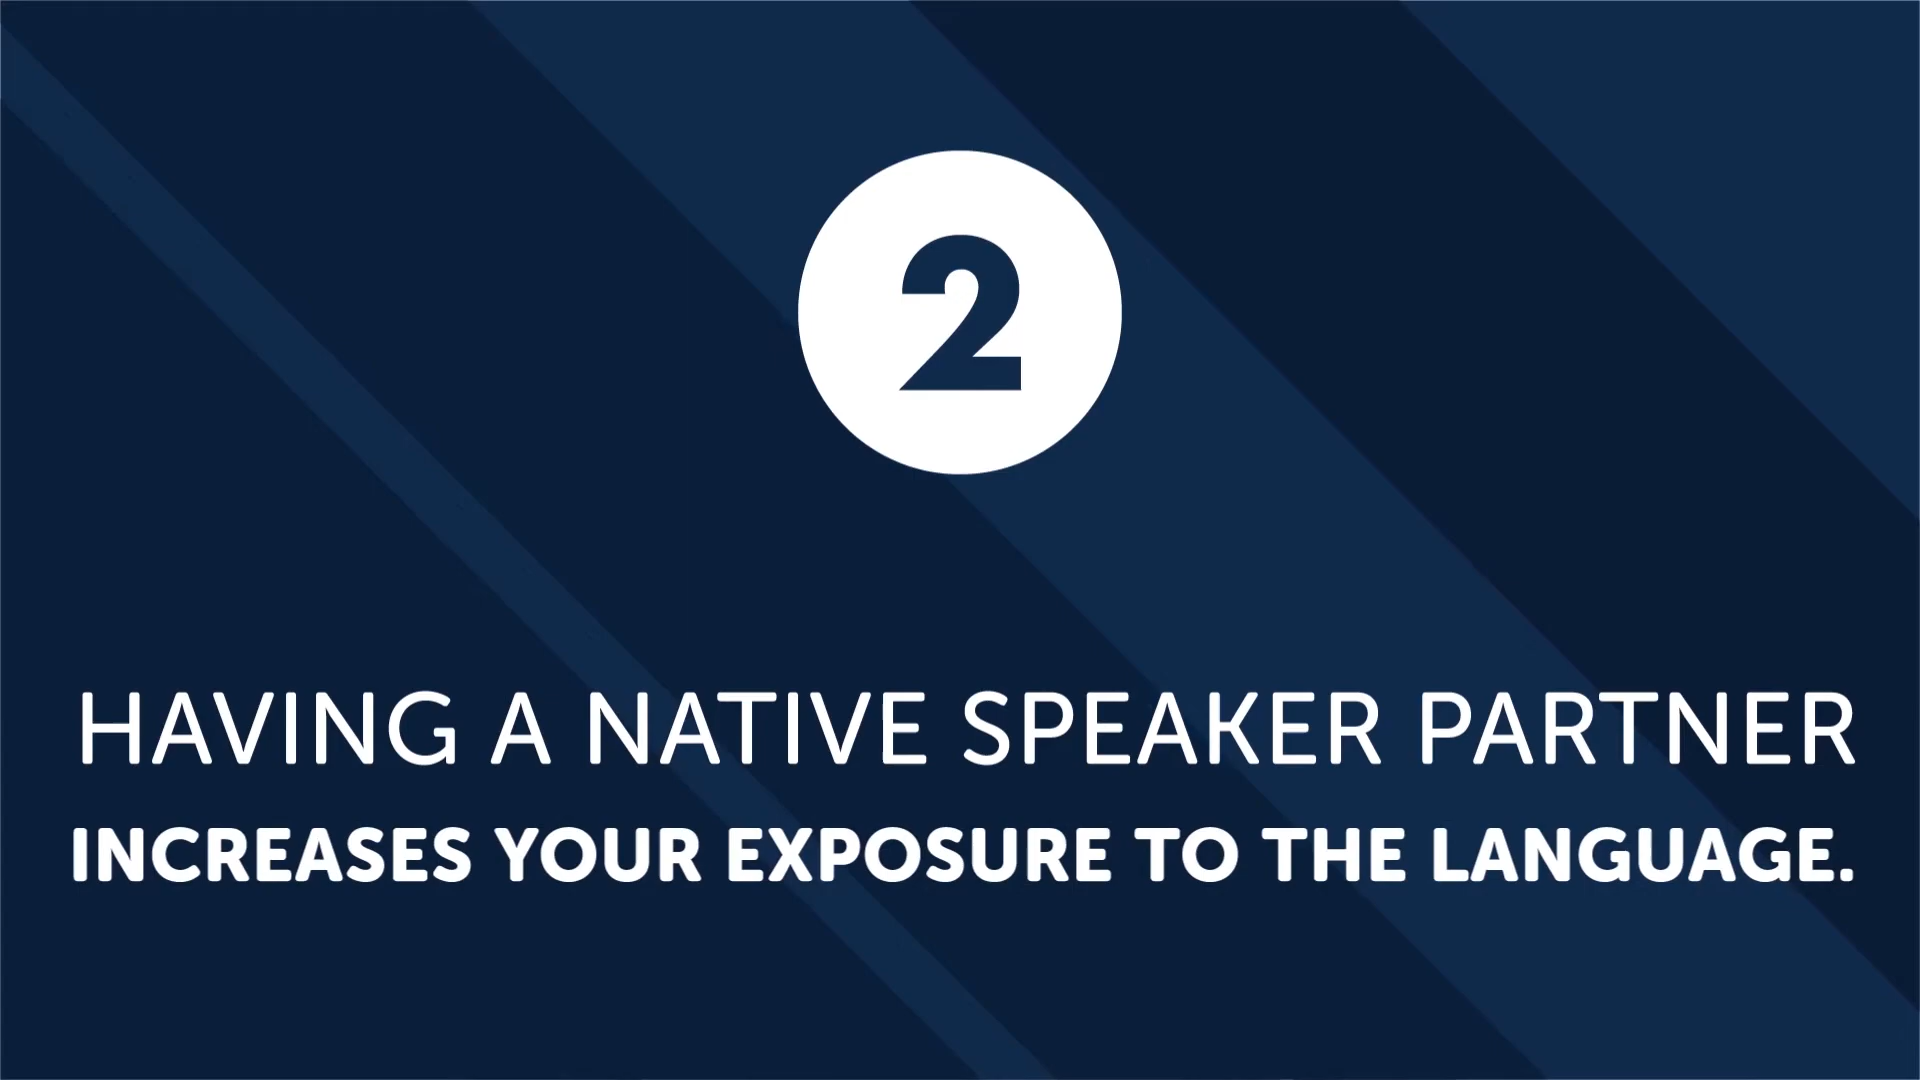 2
HAVING A NATIVE SPEAKER PARTNER
INCREASES YOUR EXPOSURE TO THE LANGUAGE.